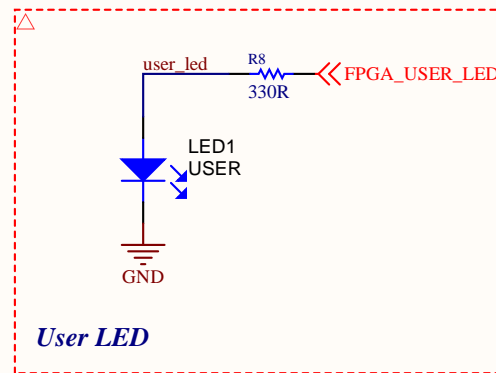 user_led
R8
330R
FPGA_USER_LED
LED1
USER
GND
User LED